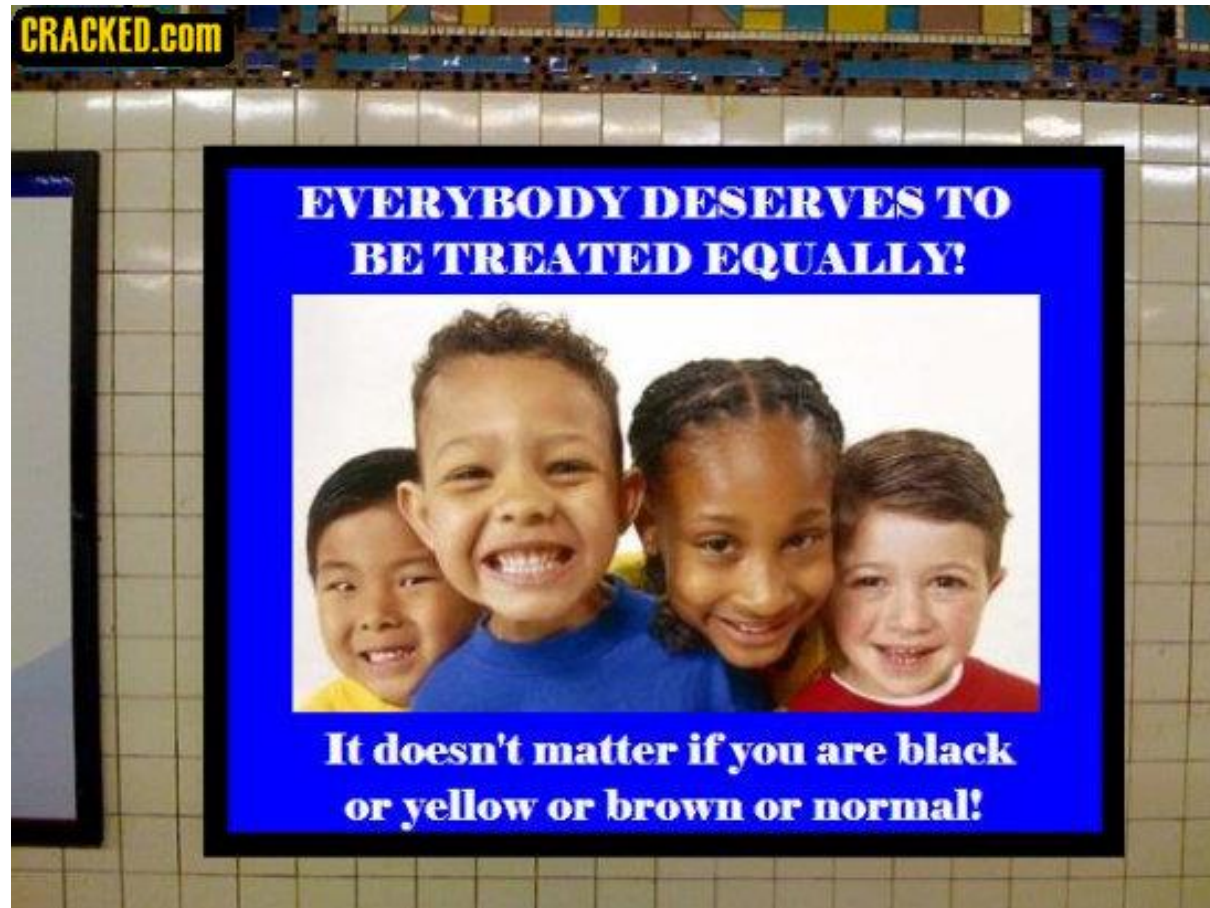 CRACKED.com
EVERYBODY DESERVES TO
BE TREATED EQUALLY!
It doesn't matter if you are black
or yellow or brown or normal!